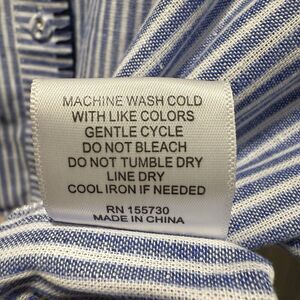 MACHINE WASH COLD
WITH LIKE COLORS
GENTLE CYCLE
DO NOT BLEACH
DO NOT TUMBLE DRY
LINE DRY
COOL IRON IF NEEDED
RN 155730
MADE IN CHINA